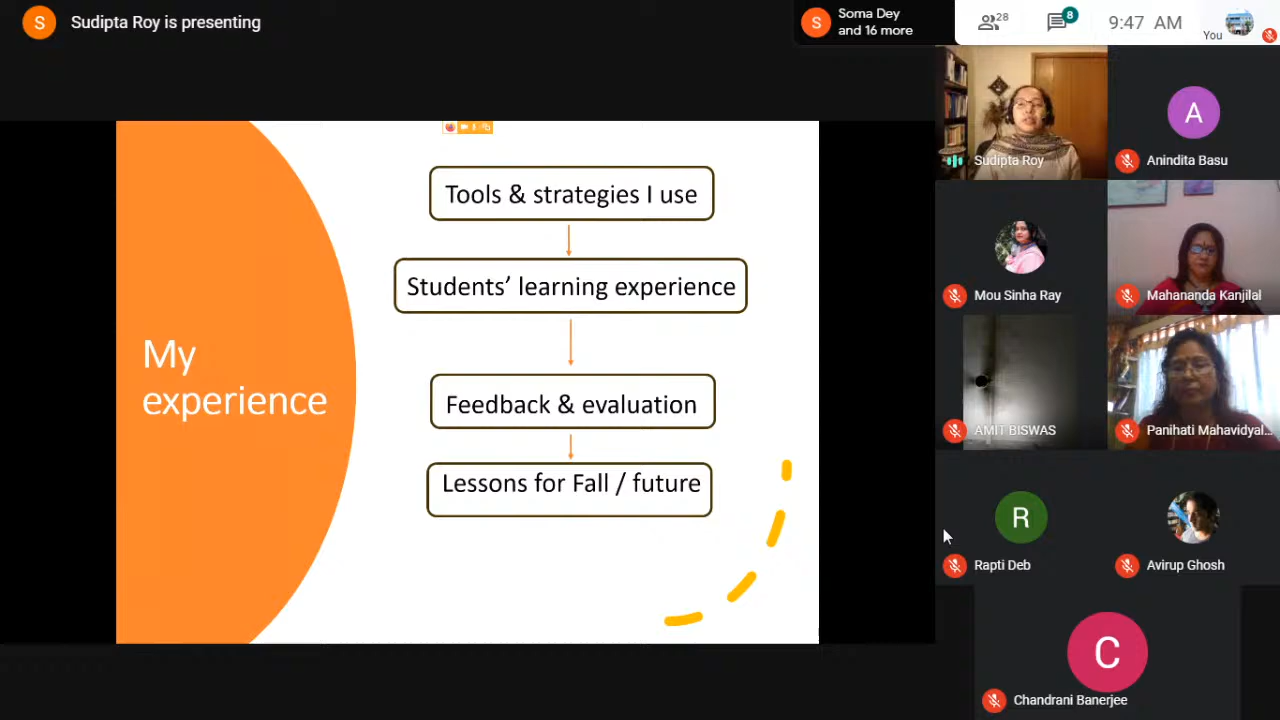 S
Sudipta Roy is presenting
S
Soma Dey
and 16 more
28
8
9:47 AM
You
My
experience
Tools & strategies I use
Students’ learning experience
Feedback & evaluation
Lessons for Fall / future
Sudipta Roy
A
Anindita Basu
Mou Sinha Ray
Mahananda Kanjilal
AMIT BISWAS
Panihati Mahavidyal...
R
Rapti Deb
Avirup Ghosh
C
Chandrani Banerjee